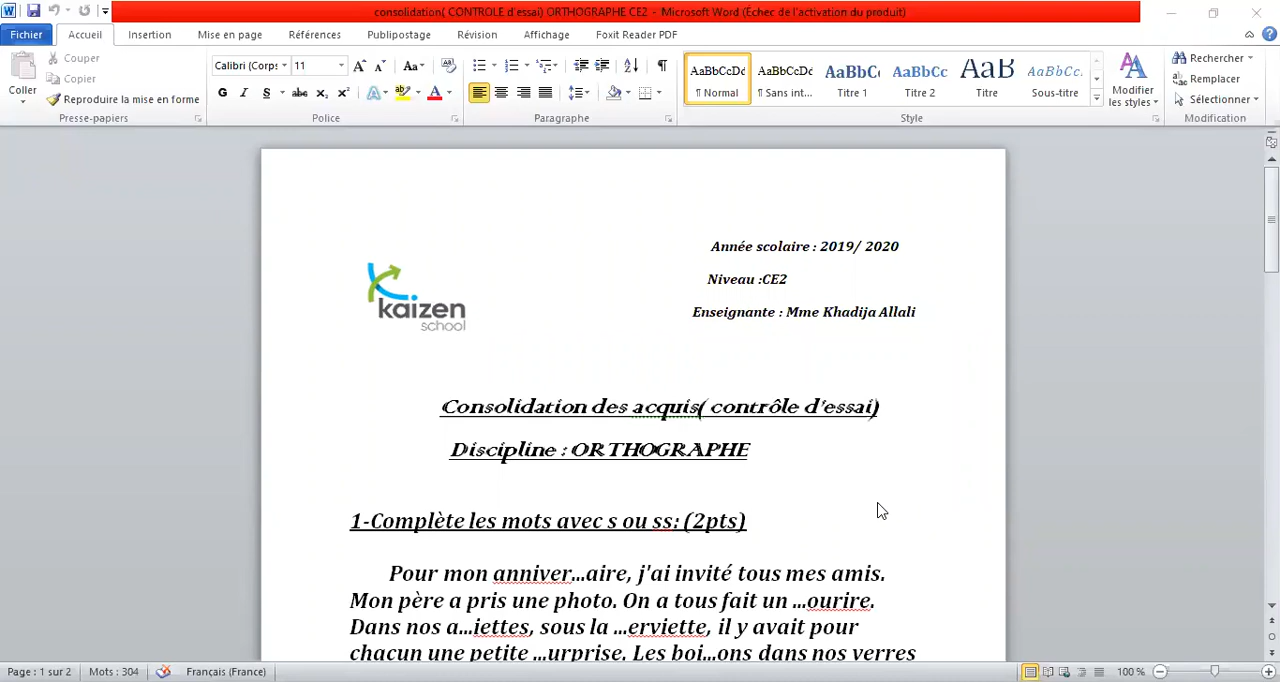 consolidation( CONTROLE d'essai) ORTHOGRAPHE CE2 - Microsoft Word (Échec de l'activation du produit)
Fichier Accueil Insertion Mise en page Références Publipostage Révision Affichage Foxit Reader PDF
Coller
Couper
Copier
Reproduire la mise en forme
Presse-papiers
Calibri (Corps 11
G I S abc x₂ x²
Police
Paragraphe
AaBbCcDd AaBbCcDc AaBbC AaBbCc AaB AaBbCc.
¶ Normal ¶ Sans int... Titre 1 Titre 2 Titre Sous-titre
Style
Modifier
les styles
Rechercher
Remplacer
Sélectionner
Modification
kaizen
school
Année scolaire : 2019/ 2020
Niveau :CE2
Enseignante : Mme Khadija Allali
Consolidation des acquis( contrôle d'essai)
Discipline : ORTHOGRAPHE
1-Complète les mots avec s ou ss: (2pts)
Pour mon anniver...aire, j'ai invité tous mes amis.
Mon père a pris une photo. On a tous fait un ...ourire.
Dans nos a...iettes, sous la ...erviette, il y avait pour
chacun une petite ...urprise. Les boi...ons dans nos verres
Page : 1 sur 2 Mots : 304 Français (France) 100 %